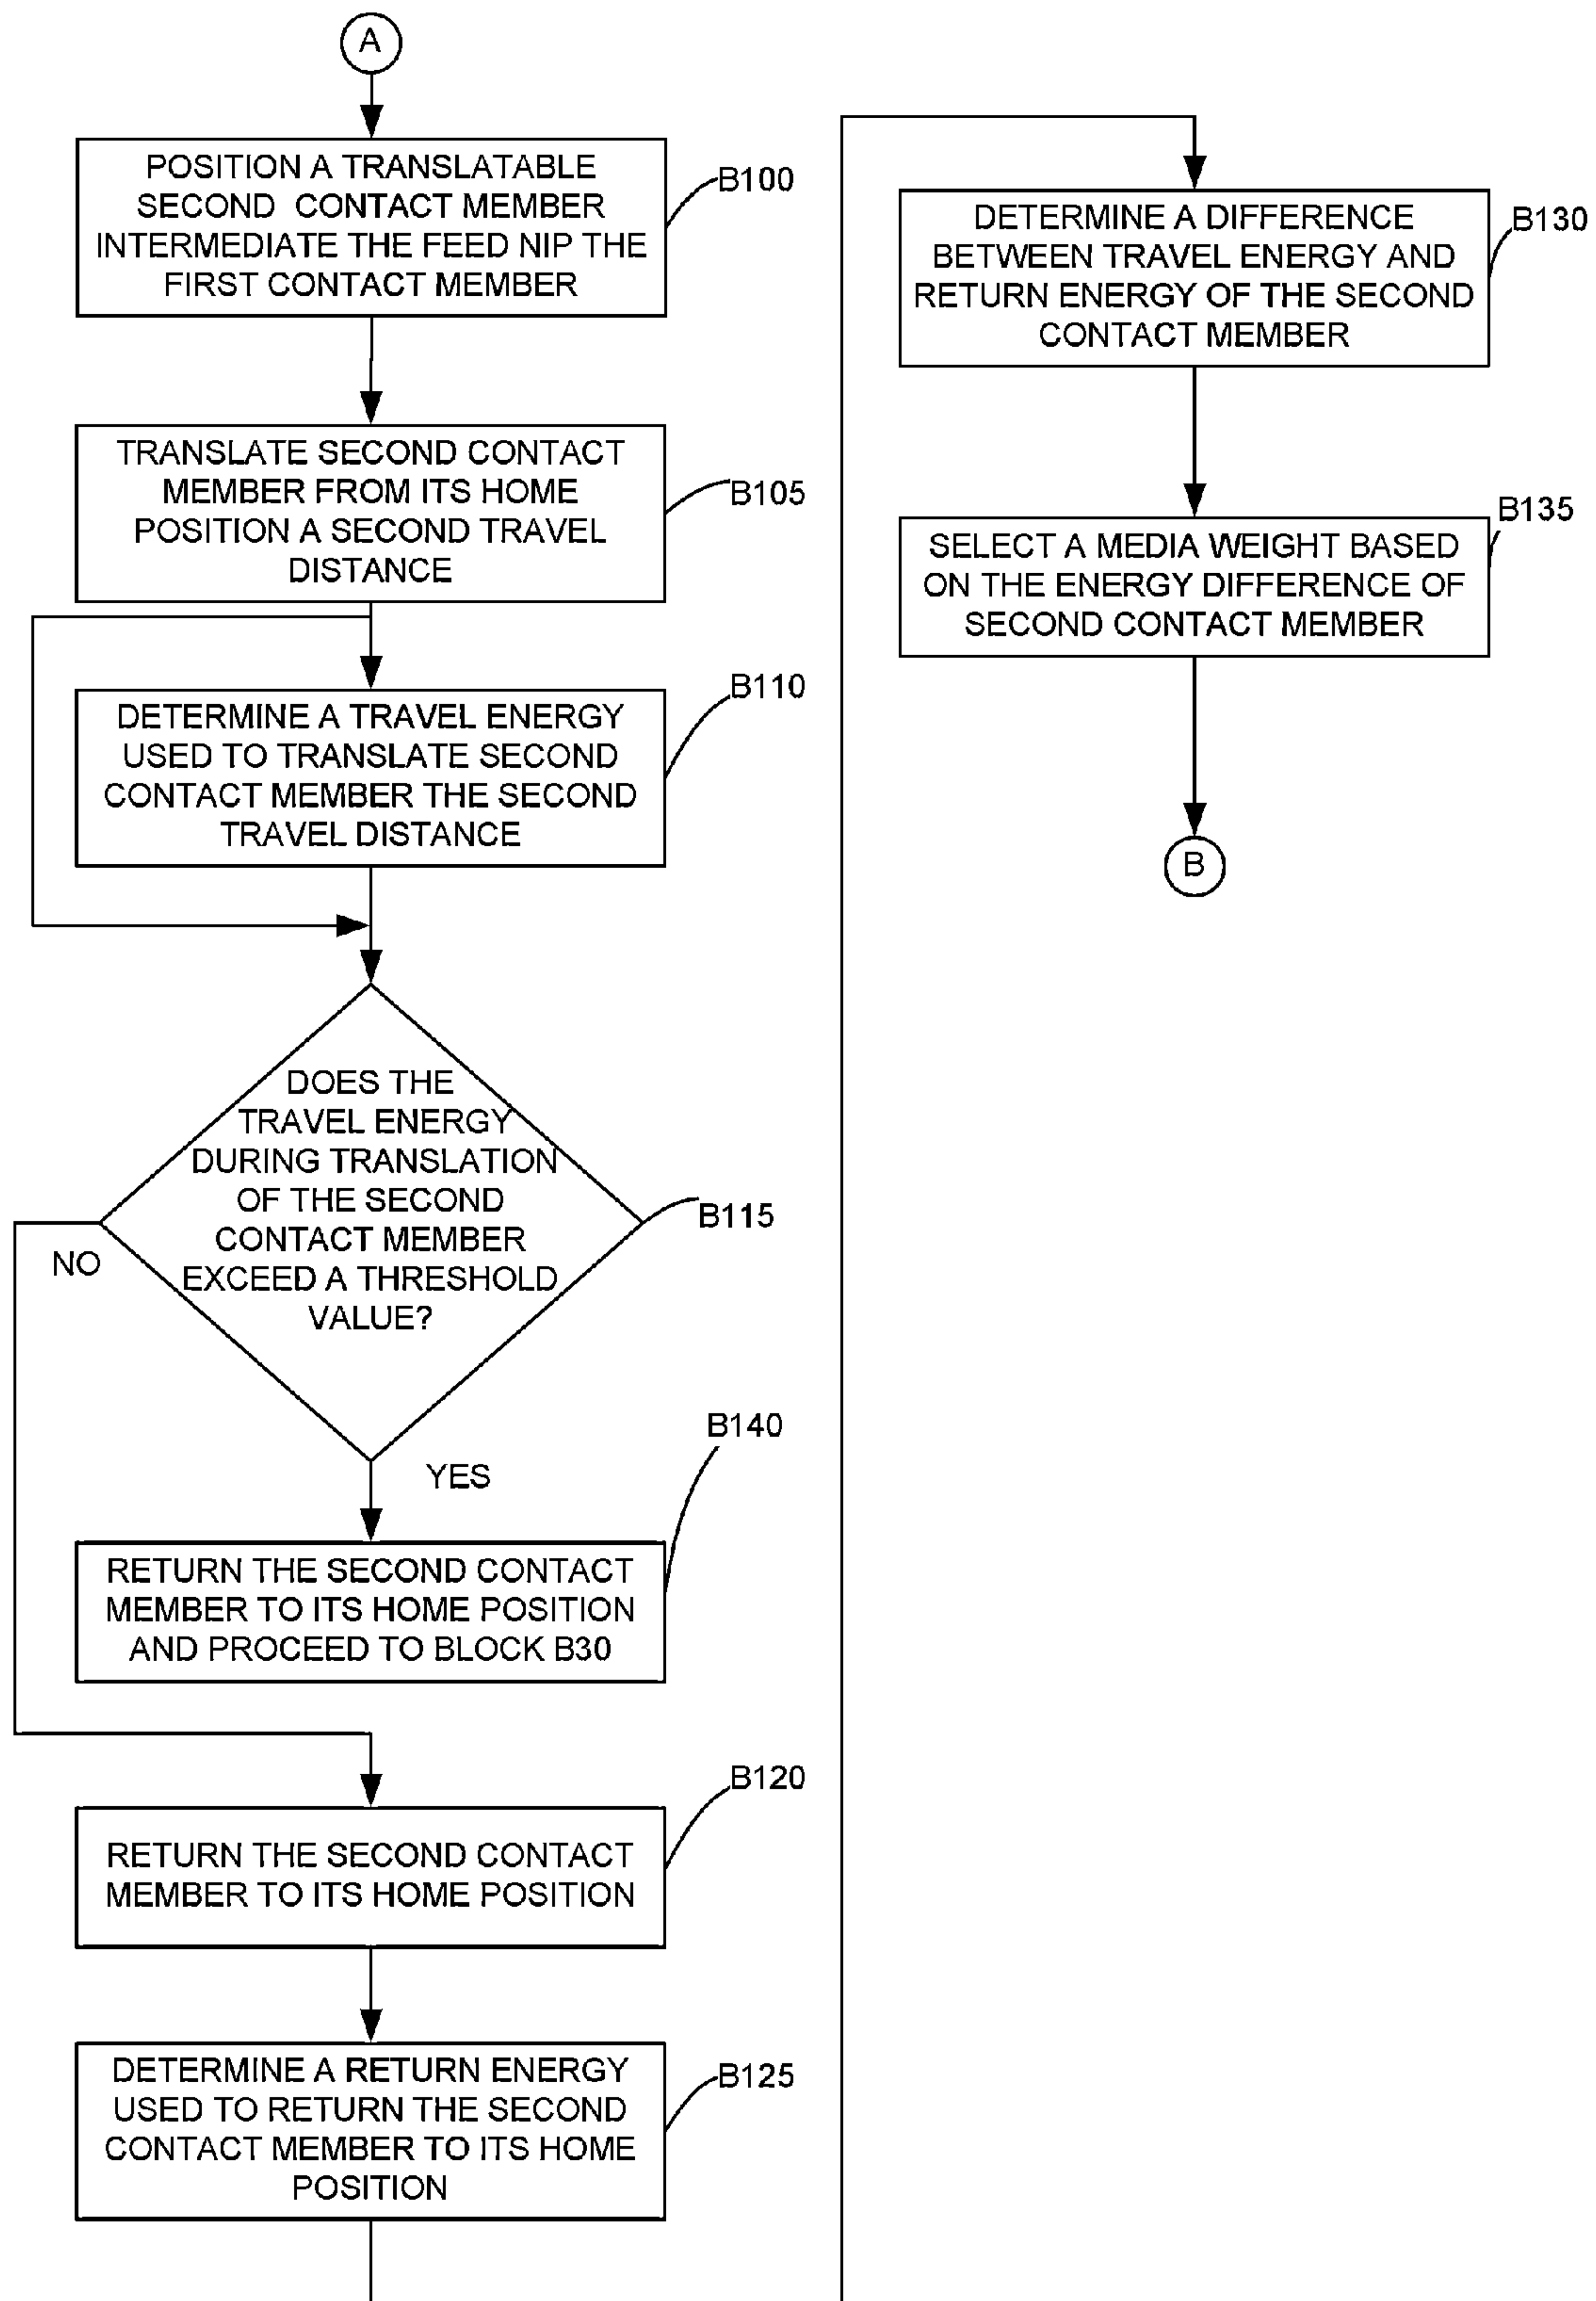 A
POSITION A TRANSLATABLE
SECOND CONTACT MEMBER
INTERMEDIATE THE FEED NIP THE
FIRST CONTACT MEMBER
B100
TRANSLATE SECOND CONTACT
MEMBER FROM ITS HOME
POSITION A SECOND TRAVEL
DISTANCE
B105
DETERMINE A TRAVEL ENERGY
USED TO TRANSLATE SECOND
CONTACT MEMBER THE SECOND
TRAVEL DISTANCE
B110
DOES THE
TRAVEL ENERGY
DURING TRANSLATION
OF THE SECOND
CONTACT MEMBER
EXCEED A THRESHOLD
VALUE?
B115
NO
YES
B140
RETURN THE SECOND CONTACT
MEMBER TO ITS HOME POSITION
AND PROCEED TO BLOCK B30
B120
RETURN THE SECOND CONTACT
MEMBER TO ITS HOME POSITION
DETERMINE A RETURN ENERGY
USED TO RETURN THE SECOND
CONTACT MEMBER TO ITS HOME
POSITION
B125
DETERMINE A DIFFERENCE
BETWEEN TRAVEL ENERGY AND
RETURN ENERGY OF THE SECOND
CONTACT MEMBER
B130
SELECT A MEDIA WEIGHT BASED
ON THE ENERGY DIFFERENCE OF
SECOND CONTACT MEMBER
B135
B